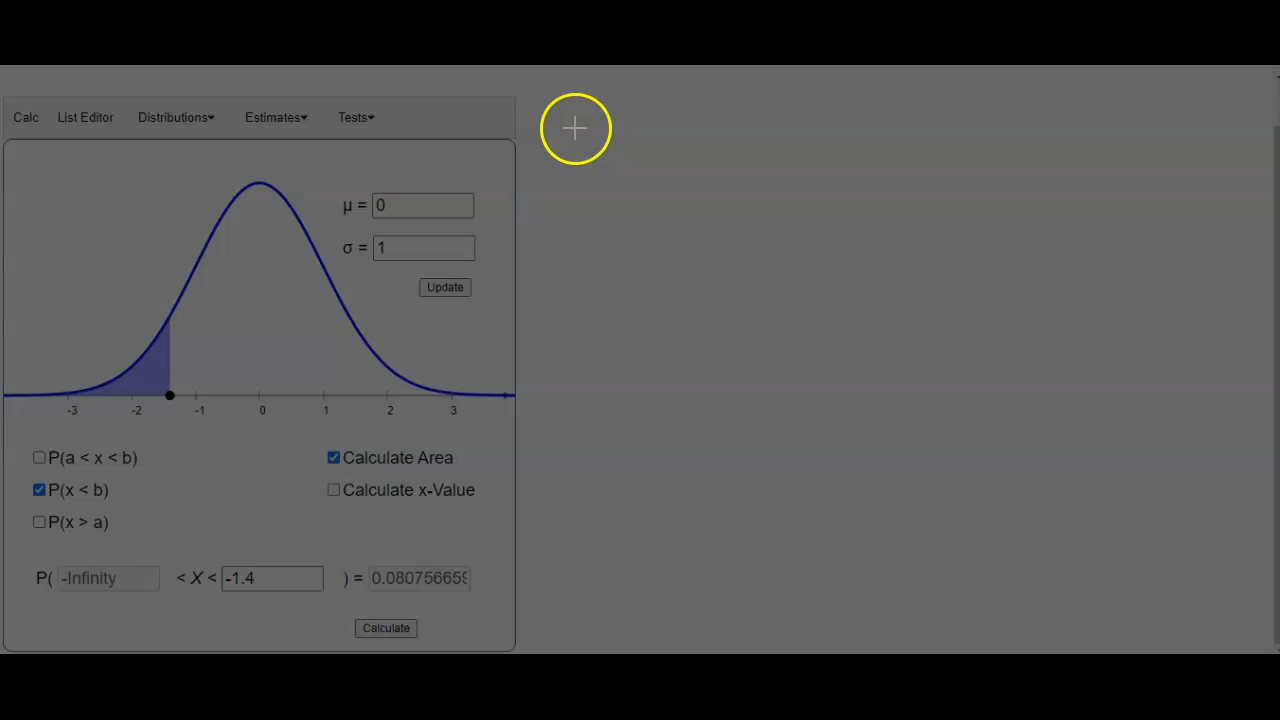 Calc List Editor Distributions▾ Estimates▾ Tests▾
μ = 0
σ = 1
Update
-3 -2 -1 0 1 2 3
P(a < x < b) Calculate Area
P(x < b) Calculate x-Value
P(x > a)
P( -Infinity < X < -1.4 ) = 0.08075665
Calculate